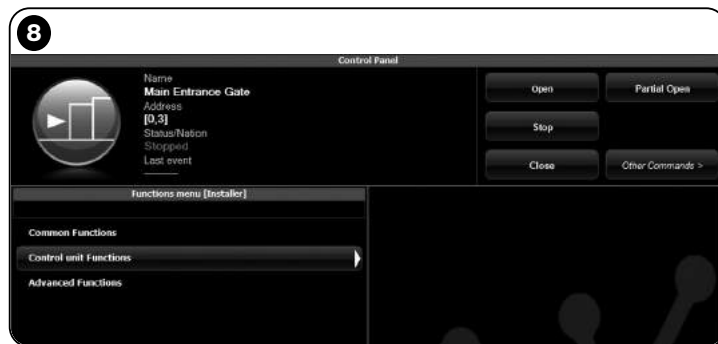 8
Control Panel
Name
Main Entrance Gate
Address
[0,3]
Status/Nation
Stopped
Last event
Open
Partial Open
Stop
Close
Other Commands >
Functions menu [Installer]
Common Functions
Control unit Functions
Advanced Functions